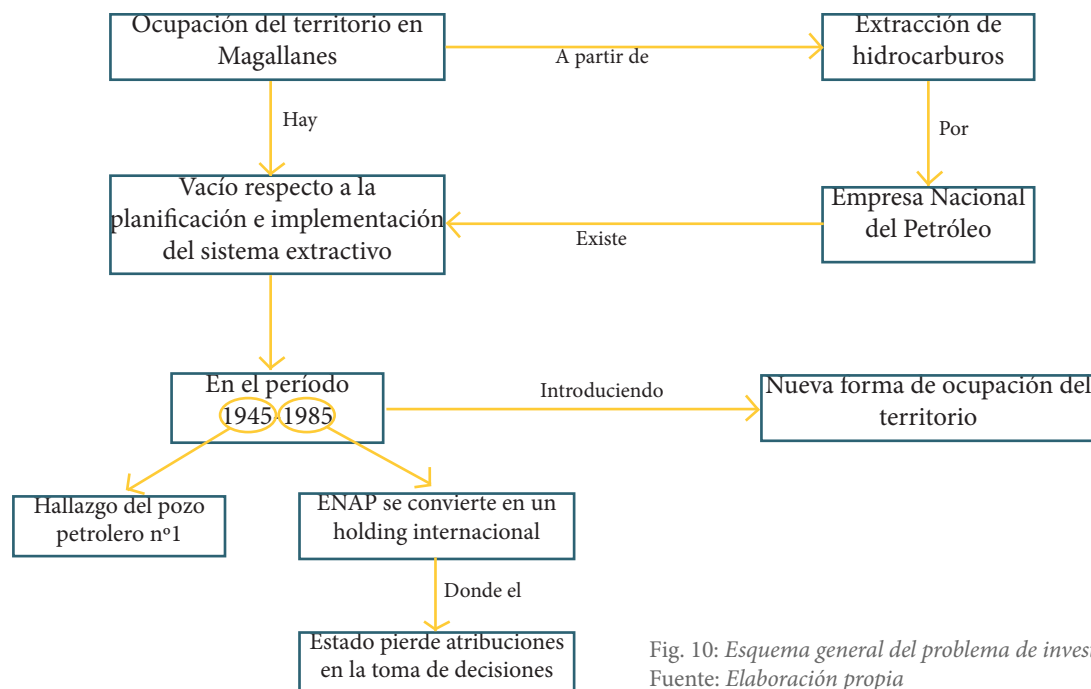 Ocupación del territorio en
Magallanes
A partir de
Extracción de
hidrocarburos
Hay
Por
Vacío respecto a la
planificación e implementación
del sistema extractivo
Existe
Empresa Nacional
del Petróleo
En el período
1945-1985
Introduciendo
Nueva forma de ocupación del
territorio
Hallazgo del pozo
petrolero nº1
ENAP se convierte en un
holding internacional
Donde el
Estado pierde atribuciones
en la toma de decisiones
Fig. 10: Esquema general del problema de inves
Fuente: Elaboración propia